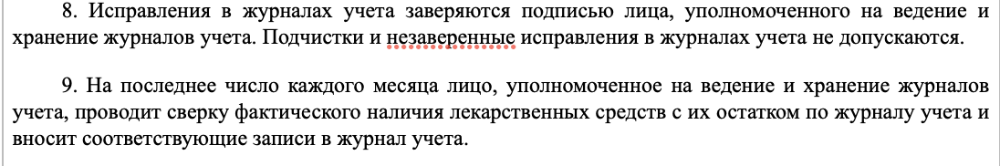 8. Исправления в журналах учета заверяются подписью лица, уполномоченного на ведение и
хранение журналов учета. Подчистки и незаверенные исправления в журналах учета не допускаются.
9. На последнее число каждого месяца лицо, уполномоченное на ведение и хранение журналов
учета, проводит сверку фактического наличия лекарственных средств с их остатком по журналу учета и
вносит соответствующие записи в журнал учета.